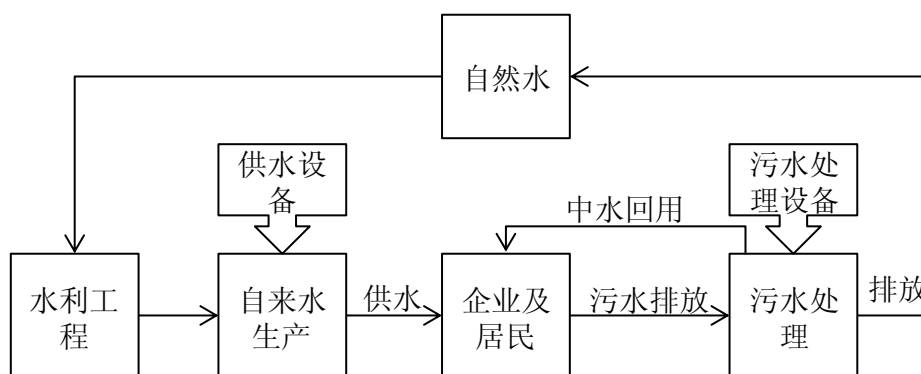 自然水
供水设
备
污水处
理设备
中水回用
水利工
程
自来水
生产
供水
企业及
居民
污水排放
污水处
理
排放